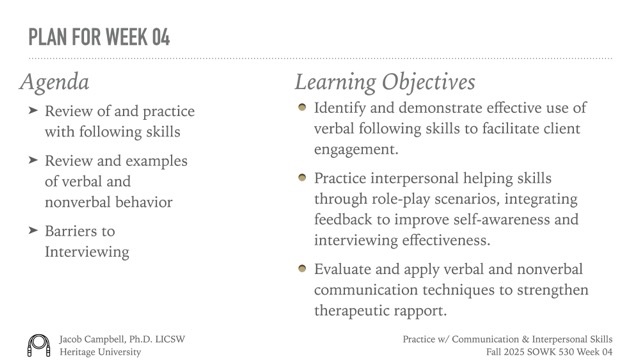 PLAN FOR WEEK 04
Agenda
➤ Review of and practice
with following skills
➤ Review and examples
of verbal and
nonverbal behavior
➤ Barriers to
Interviewing
Learning Objectives
Identify and demonstrate effective use of
verbal following skills to facilitate client
engagement.
Practice interpersonal helping skills
through role-play scenarios, integrating
feedback to improve self-awareness and
interviewing effectiveness.
Evaluate and apply verbal and nonverbal
communication techniques to strengthen
therapeutic rapport.
Jacob Campbell, Ph.D. LICSW
Heritage University
Practice w/ Communication & Interpersonal Skills
Fall 2025 SOWK 530 Week 04